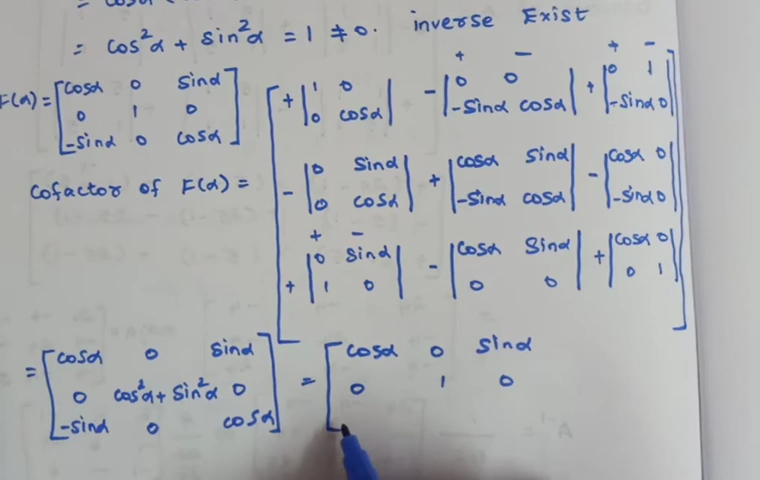 = cos²α + sin²α = 1 ≠ 0. inverse Exist
F(α) = [cosα 0 sinα
0 1 0
-sinα 0 cosα]
Cofactor of F(α) =
+ - + -
[+|1 0; 0 cosα| -|0 0; -sinα cosα| +|0 1; -sinα 0|
-|0 sinα; 0 cosα| +|cosα sinα; -sinα cosα| -|cosα 0; -sinα 0|
+ -
+|0 sinα; 1 0| -|cosα sinα; 0 0| +|cosα 0; 0 1|]
= [cosα 0 sinα
0 cos²α + sin²α 0
-sinα 0 cosα]
= [cosα 0 sinα
0 1 0